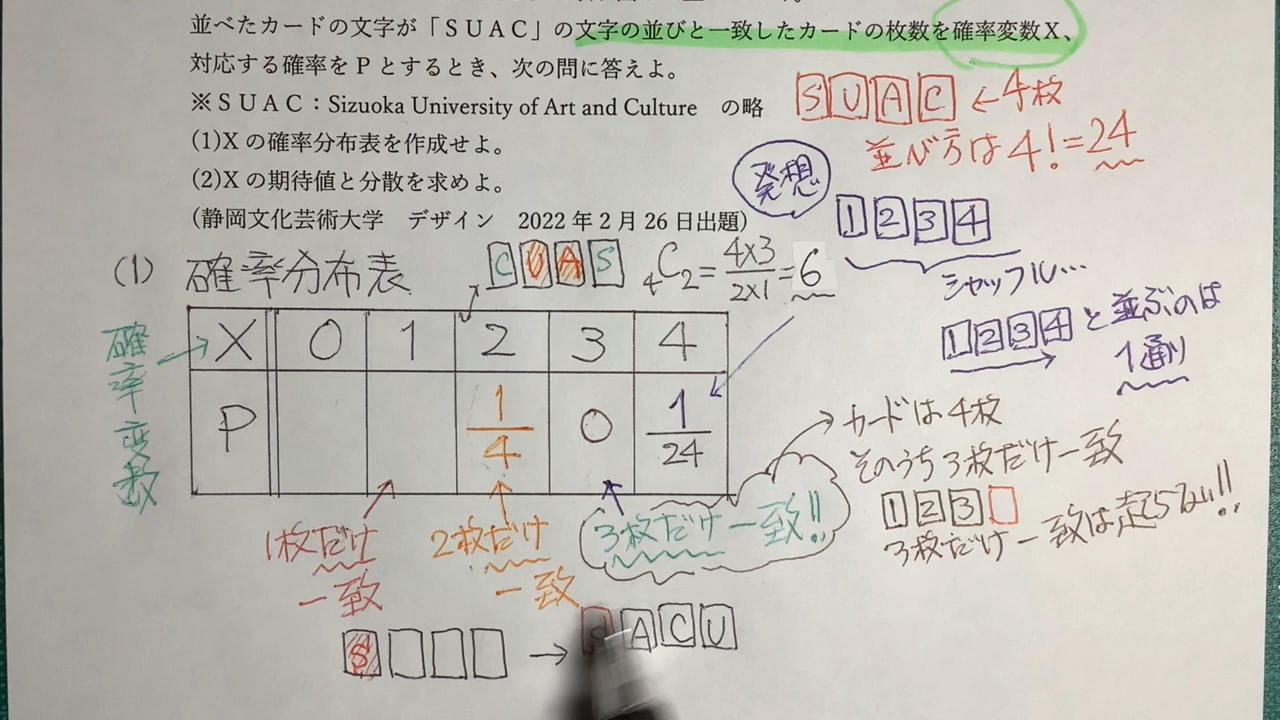 並べたカードの文字が「ＳＵＡＣ」の文字の並びと一致したカードの枚数を確率変数Ｘ、
対応する確率をＰとするとき、次の問に答えよ。
※ＳＵＡＣ：Sizuoka University of Art and Culture　の略
(1)Ｘの確率分布表を作成せよ。
(2)Ｘの期待値と分散を求めよ。
(静岡文化芸術大学　デザイン　2022年2月26日出題)
S U A C ←4枚
並び方は 4!=24
発想
1 2 3 4
シャッフル…
1 2 3 4 と並ぶのは
1通り
(1) 確率分布表
C U A S
4C2 = 4×3/2×1 = 6
確率変数
X 0 1 2 3 4
P 1/4 0 1/24
1枚だけ
一致
2枚だけ
一致
3枚だけ一致!!
カードは4枚
そのうち3枚だけ一致
1 2 3
3枚だけ一致は起らない!!
S
→ A C U